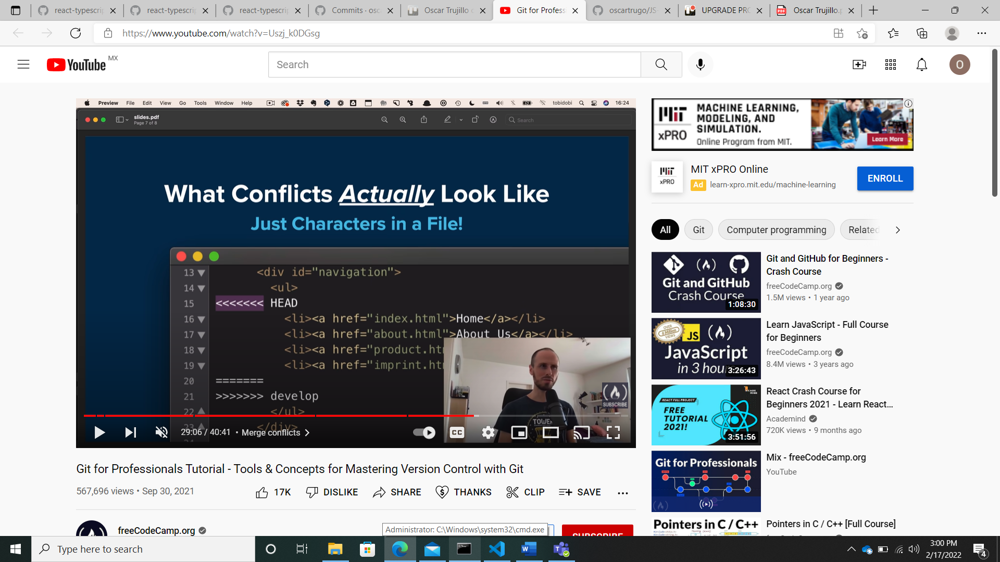 react-typescrip
react-typescrip
react-typescrip
Commits · osc
Oscar Trujillo
Git for Profess
oscartrugo/JS
UPGRADE PRO
Oscar Trujillo.p
https://www.youtube.com/watch?v=Uszj_k0DGsg
YouTube MX
Search
O
Preview File Edit View Go Tools Window Help
tobidobi
16:24
slides.pdf
Page 7 of 8
Search
What Conflicts Actually Look Like
Just Characters in a File!
13 <div id="navigation">
14 <ul>
15 <<<<<<< HEAD
16 <li><a href="index.html">Home</a></li>
17 <li><a href="about.html">About Us</a></li>
18 <li><a href="product.htm
19 <li><a href="imprint.htm
20 =======
21 >>>>>>> develop
22 </ul>
23 </div>
TOWER
SUBSCRIBE
29:06 / 40:41 • Merge conflicts
CC
Git for Professionals Tutorial - Tools & Concepts for Mastering Version Control with Git
567,696 views • Sep 30, 2021
17K
DISLIKE
SHARE
THANKS
CLIP
SAVE
freeCodeCamp.org
SUBSCRIBE
Administrator: C:\Windows\system32\cmd.exe
MIT
xPRO
MACHINE LEARNING,
MODELING, AND
SIMULATION.
Online Program from MIT.
Learn More
MIT
xPRO
MIT xPRO Online
Ad learn-xpro.mit.edu/machine-learning
ENROLL
All
Git
Computer programming
Related
Git and GitHub
Crash Course
1:08:30
Git and GitHub for Beginners -
Crash Course
freeCodeCamp.org
1.5M views • 1 year ago
OVER
6 Million
VIEWS
JS
JavaScript
in 3 hours
3:26:43
Learn JavaScript - Full Course
for Beginners
freeCodeCamp.org
8.4M views • 3 years ago
REACT FULL PROJECT
FREE
TUTORIAL
2021!
3:51:56
React Crash Course for
Beginners 2021 - Learn React...
Academind
720K views • 9 months ago
Git for Professionals
Mix - freeCodeCamp.org
YouTube
Pointers in C / C++
Pointers in C / C++ [Full Course]
Type here to search
3:00 PM
2/17/2022
4